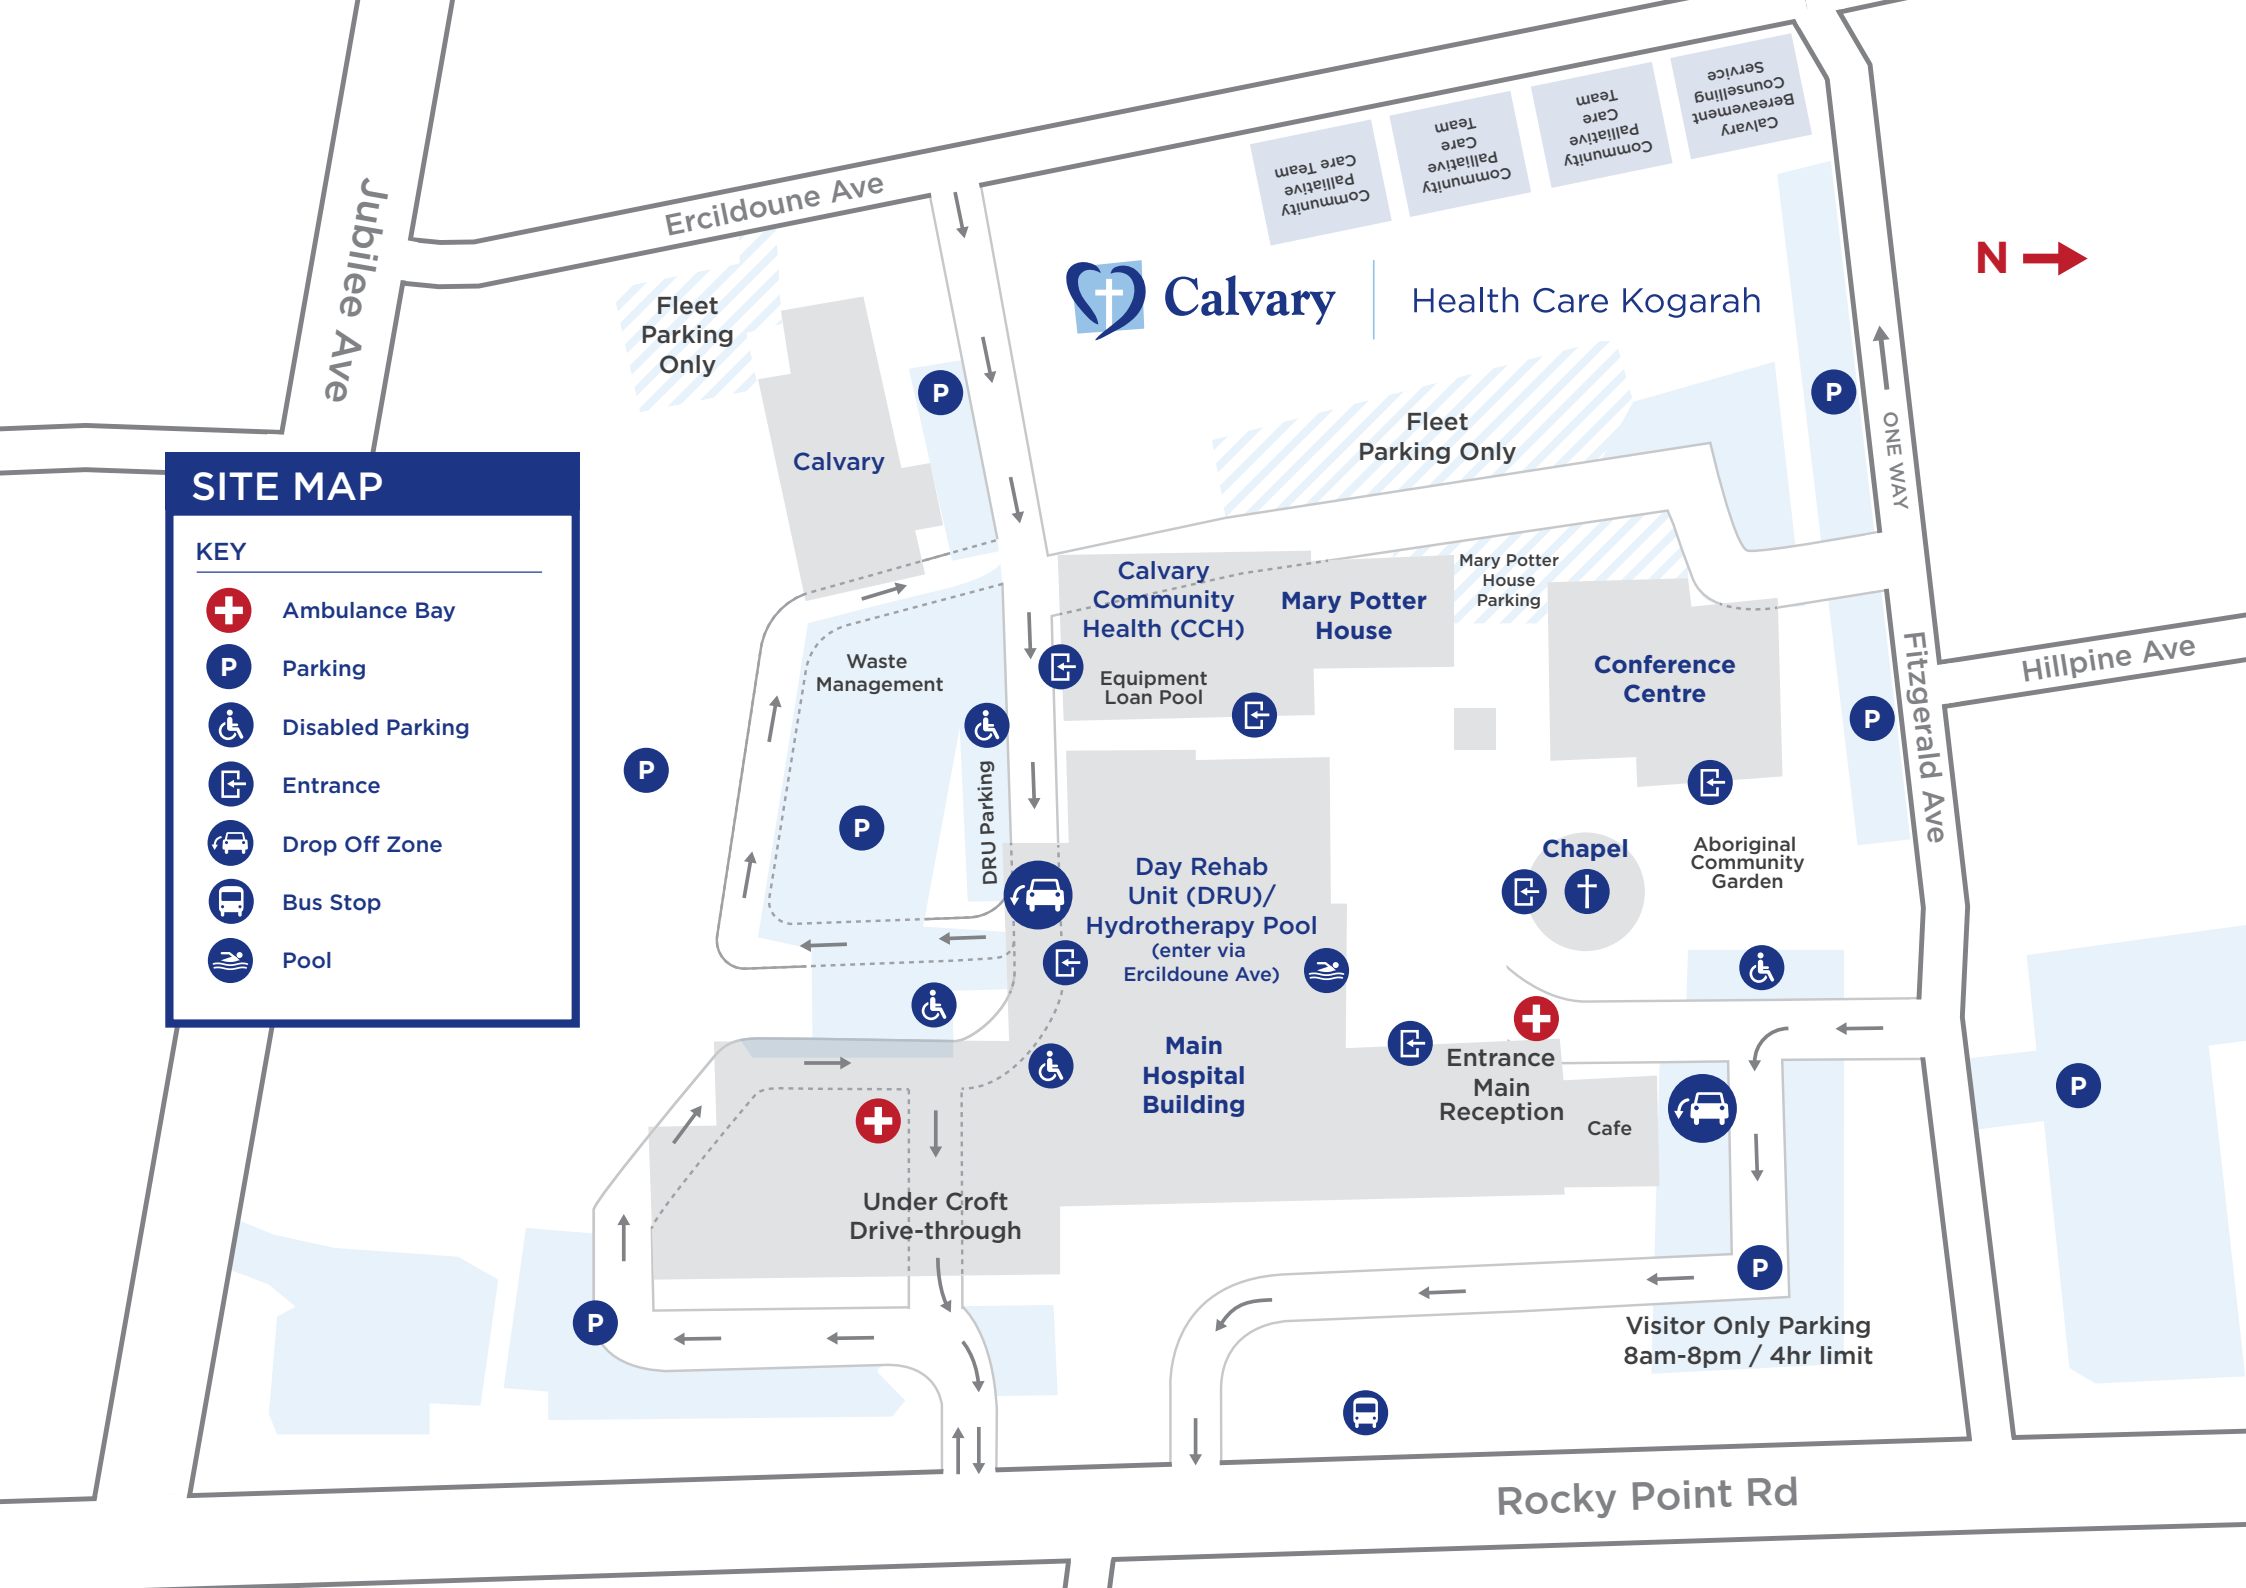 Calvary
Bereavement
Counselling
Service
Community
Palliative
Care
Team
Community
Palliative
Care
Team
Community
Palliative
Care Team
Jubilee Ave
Ercildoune Ave
Fleet
Parking
Only
Calvary
Health Care Kogarah
N
P
P
ONE WAY
Fleet
Parking Only
Calvary
SITE MAP
KEY
Ambulance Bay
P
Parking
Disabled Parking
Entrance
Drop Off Zone
Bus Stop
Pool
Calvary
Community
Health (CCH)
Equipment
Loan Pool
Mary Potter
House
Mary Potter
House
Parking
Conference
Centre
Fitzgerald Ave
Hillpine Ave
Waste
Management
P
P
P
DRU Parking
Day Rehab
Unit (DRU)/
Hydrotherapy Pool
(enter via
Ercildoune Ave)
Chapel
Aboriginal
Community
Garden
Main
Hospital
Building
Entrance
Main
Reception
Cafe
P
Under Croft
Drive-through
P
P
Visitor Only Parking
8am-8pm / 4hr limit
Rocky Point Rd